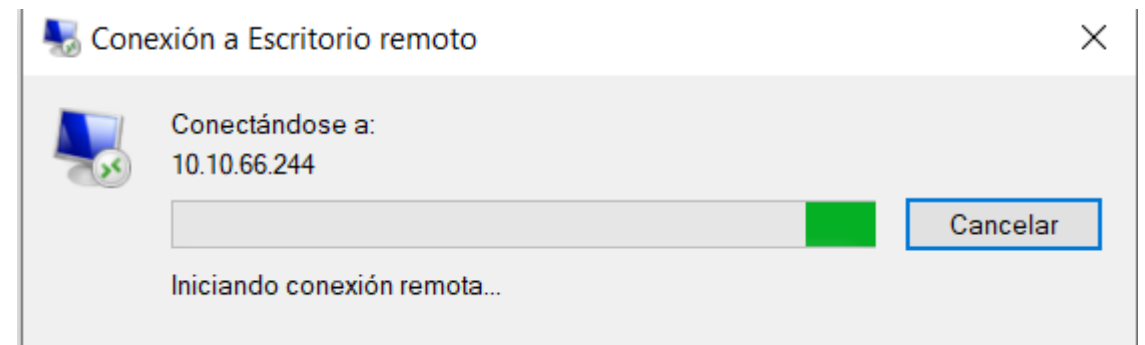 Conexión a Escritorio remoto
Conectándose a:
10.10.66.244
Cancelar
Iniciando conexión remota...